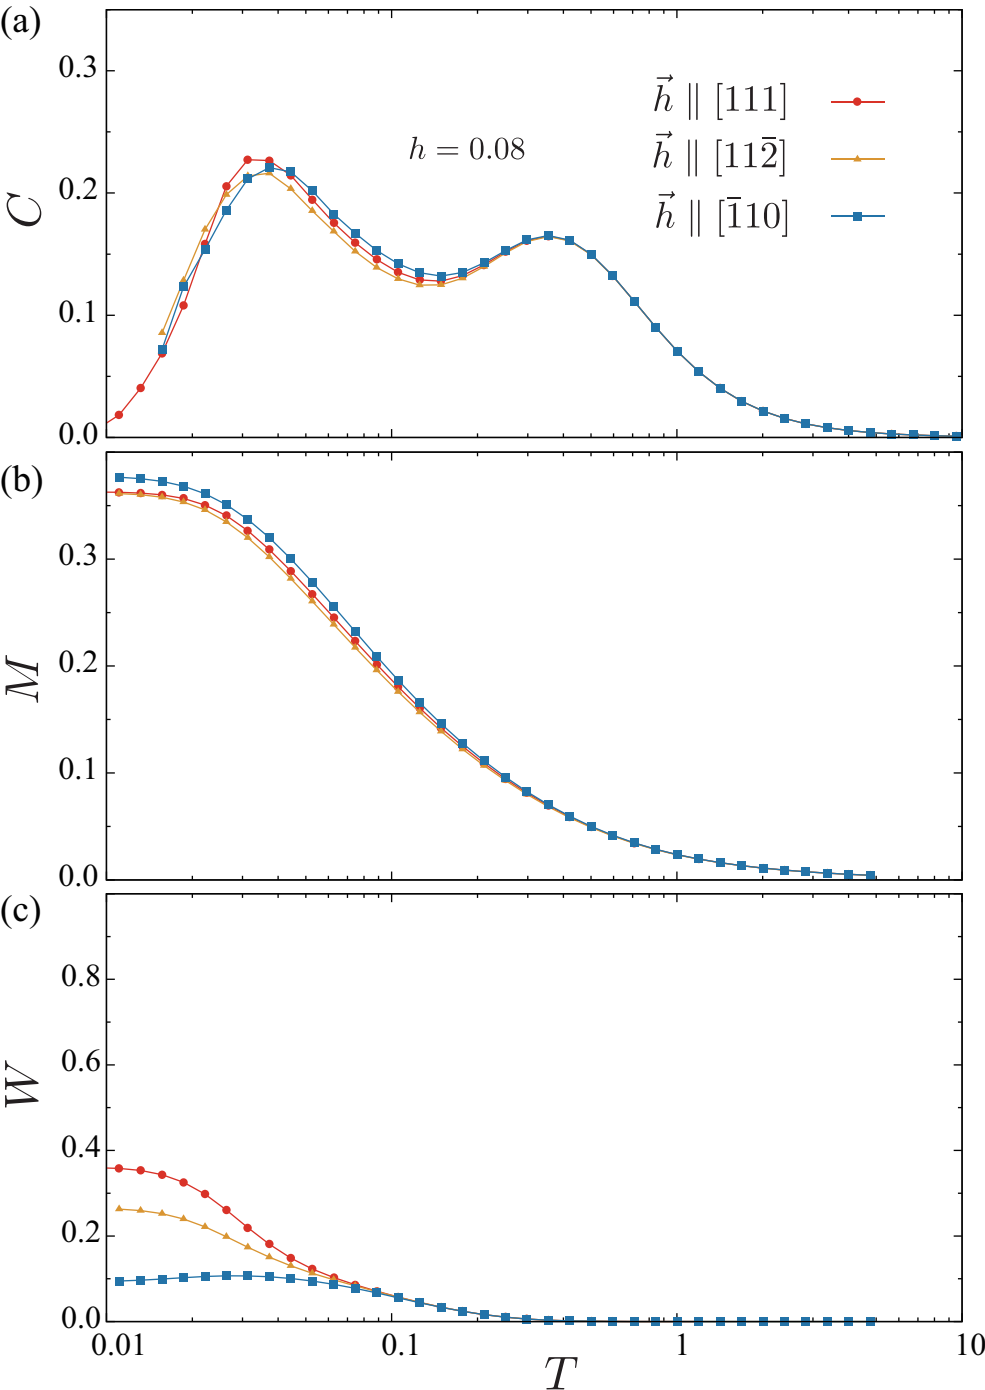 (a)
0.3
0.2
0.1
0.0
C
h = 0.08
h⃗ ∥ [111]
h⃗ ∥ [112̄]
h⃗ ∥ [1̄10]
(b)
0.3
0.2
0.1
0.0
M
(c)
0.8
0.6
0.4
0.2
0.0
W
0.01 0.1 1 10
T